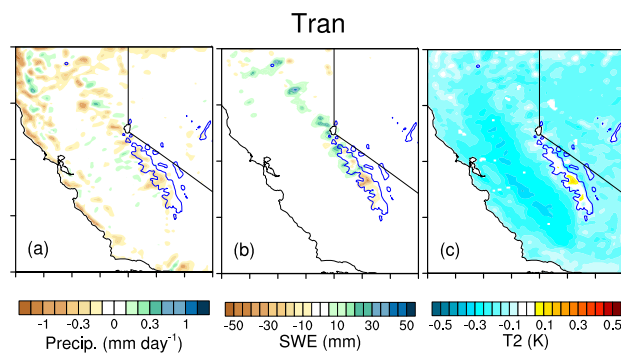 Tran
(a) (b) (c)
-1 -0.3 0 0.3 1
Precip. (mm day⁻¹)
-50 -30 -10 10 30 50
SWE (mm)
-0.5 -0.3 -0.1 0.1 0.3 0.5
T2 (K)